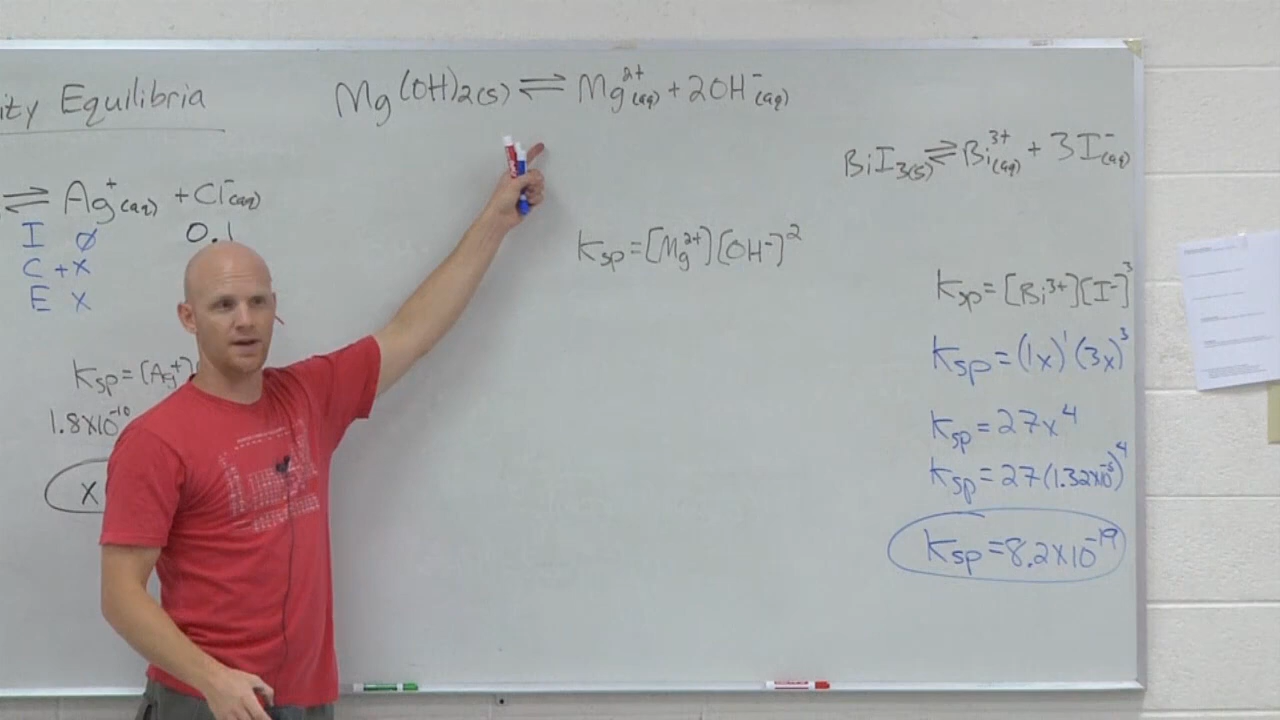 ity Equilibria
⇌ Ag⁺(aq) + Cl⁻(aq)
I ∅ 0.1
C +x
E x
Ksp = [Ag⁺]
1.8x10⁻¹⁰
x
Mg(OH)₂(s) ⇌ Mg²⁺(aq) + 2OH⁻(aq)
Ksp = [Mg²⁺][OH⁻]²
BiI₃(s) ⇌ Bi³⁺(aq) + 3I⁻(aq)
Ksp = [Bi³⁺][I⁻]³
Ksp = (1x)¹(3x)³
Ksp = 27x⁴
Ksp = 27(1.32x10⁻⁵)⁴
Ksp = 8.2x10⁻¹⁹